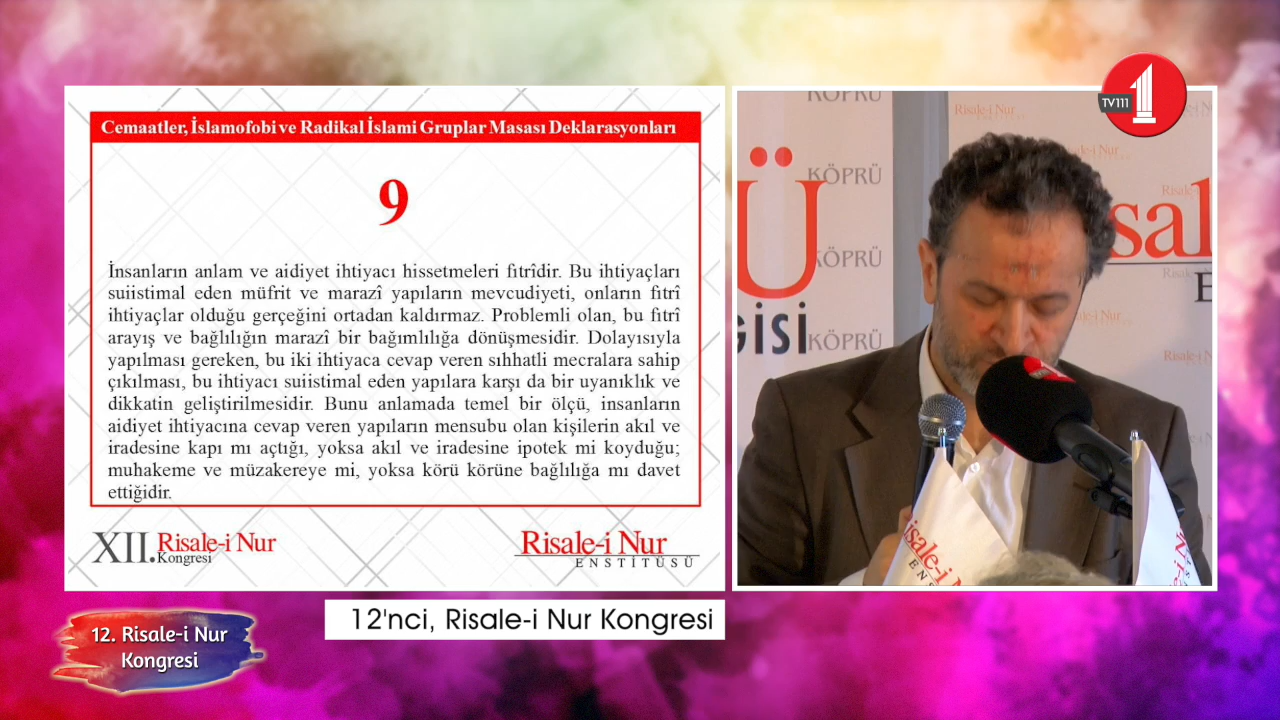 Cemaatler, İslamofobi ve Radikal İslami Gruplar Masası Deklarasyonları
9
İnsanların anlam ve aidiyet ihtiyacı hissetmeleri fıtrîdir. Bu ihtiyaçları
suiistimal eden müfrit ve marazî yapıların mevcudiyeti, onların fıtrî
ihtiyaçlar olduğu gerçeğini ortadan kaldırmaz. Problemli olan, bu fıtrî
arayış ve bağlılığın marazî bir bağımlılığa dönüşmesidir. Dolayısıyla
yapılması gereken, bu iki ihtiyaca cevap veren sıhhatli mecralara sahip
çıkılması, bu ihtiyacı suiistimal eden yapılara karşı da bir uyanıklık ve
dikkatin geliştirilmesidir. Bunu anlamada temel bir ölçü, insanların
aidiyet ihtiyacına cevap veren yapıların mensubu olan kişilerin akıl ve
iradesine kapı mı açtığı, yoksa akıl ve iradesine ipotek mi koyduğu;
muhakeme ve müzakereye mi, yoksa körü körüne bağlılığa mı davet
ettiğidir.
XII. Risale-i Nur
Kongresi
Risale-i Nur
ENSTİTÜSÜ
12'nci, Risale-i Nur Kongresi
12. Risale-i Nur
Kongresi
TV111
1
KÖPRÜ
Risale-i Nur
KÖPRÜ
KÖPRÜ
KÖPRÜ
Ü
GİSİ
sal
E
Risale-i Nur
ENS